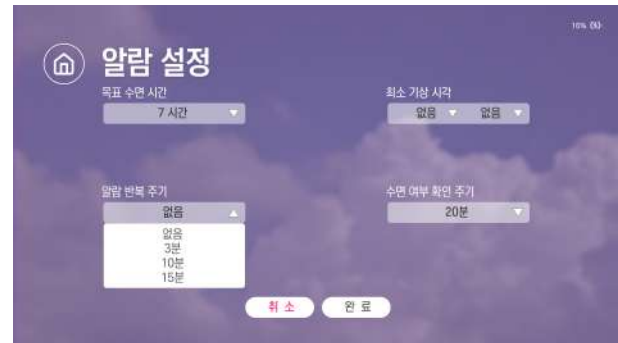 10%
알람 설정
목표 수면 시간
7 시간
최소 기상 시각
없음 없음
알람 반복 주기
없음
없음
3분
10분
15분
수면 여부 확인 주기
20분
취 소
완 료